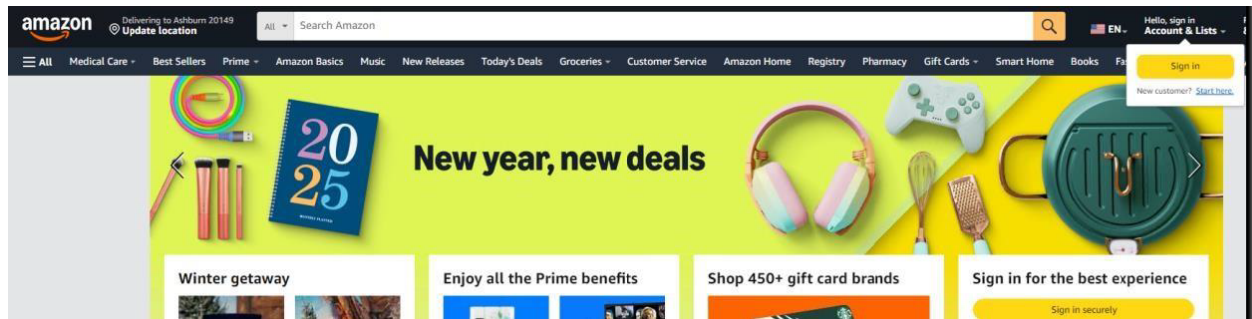 amazon
Delivering to Ashburn 20149
Update location
All
Search Amazon
EN
Hello, sign in
Account & Lists
All
Medical Care
Best Sellers
Prime
Amazon Basics
Music
New Releases
Today's Deals
Groceries
Customer Service
Amazon Home
Registry
Pharmacy
Gift Cards
Smart Home
Books
Sign in
New customer? Start here.
2025
New year, new deals
Winter getaway
Enjoy all the Prime benefits
Shop 450+ gift card brands
Sign in for the best experience
Sign in securely